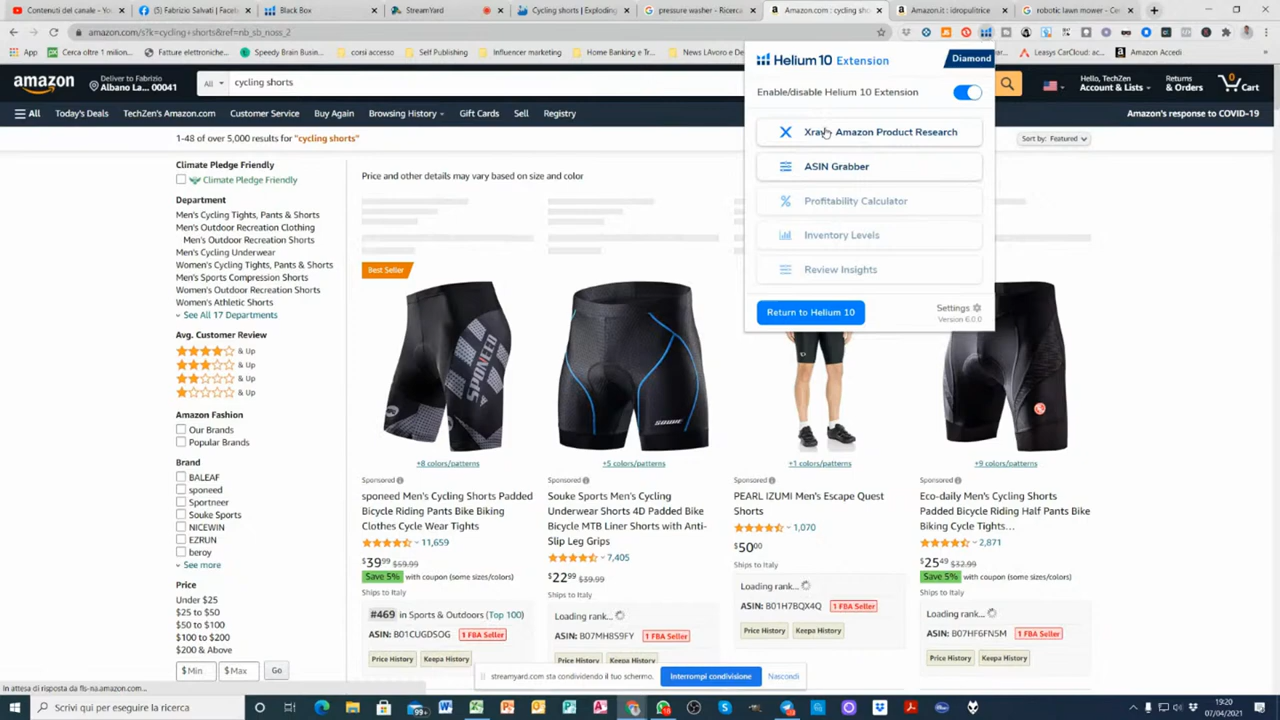 Contenuti del tuo canale - You
(5) Fabrizio Salvati | Facebook
Black Box
StreamYard
Cycling shorts | Exploding
pressure washer - Ricerca
Amazon.com : cycling sho
Amazon.it : idropulitrice
robotic lawn mower - Ce
amazon.com/s?k=cycling+shorts&ref=nb_sb_noss_2
App
Cerca oltre 1 milion...
Fatture elettroniche...
Speedy Brain Busin...
corsi accesso
Self Publishing
Influencer marketing
Home Banking e Tr...
News LAvoro e D...
Leasys CarCloud: ac...
Amazon Accedi
amazon
Deliver to Fabrizio
Albano La... 00041
All
cycling shorts
Hello, TechZen
Account & Lists
Returns
& Orders
0
Cart
All
Today's Deals
TechZen's Amazon.com
Customer Service
Buy Again
Browsing History
Gift Cards
Sell
Registry
Amazon's response to COVID-19
1-48 of over 5,000 results for "cycling shorts"
Sort by: Featured
Helium 10 Extension
Diamond
Enable/disable Helium 10 Extension
Xray - Amazon Product Research
ASIN Grabber
Profitability Calculator
Inventory Levels
Review Insights
Return to Helium 10
Settings
Version 6.0.0
Climate Pledge Friendly
Climate Pledge Friendly
Department
Men's Cycling Tights, Pants & Shorts
Men's Outdoor Recreation Clothing
Men's Outdoor Recreation Shorts
Men's Cycling Underwear
Women's Cycling Tights, Pants & Shorts
Men's Sports Compression Shorts
Women's Outdoor Recreation Shorts
Women's Athletic Shorts
See All 17 Departments
Avg. Customer Review
& Up
& Up
& Up
& Up
Amazon Fashion
Our Brands
Popular Brands
Brand
BALEAF
sponeed
Sportneer
Souke Sports
NICEWIN
EZRUN
beroy
See more
Price
Under $25
$25 to $50
$50 to $100
$100 to $200
$200 & Above
$ Min
$ Max
Go
Price and other details may vary based on size and color
Best Seller
SPONEED
SOUKE
+8 colors/patterns
+5 colors/patterns
+1 colors/patterns
+9 colors/patterns
Sponsored
sponeed Men's Cycling Shorts Padded
Bicycle Riding Pants Bike Biking
Clothes Cycle Wear Tights
11,659
$39 99 $59.99
Save 5% with coupon (some sizes/colors)
Ships to Italy
#469 in Sports & Outdoors (Top 100)
ASIN: B01CUGDSOG 1 FBA Seller
Price History
Keepa History
Sponsored
Souke Sports Men's Cycling
Underwear Shorts 4D Padded Bike
Bicycle MTB Liner Shorts with Anti-
Slip Leg Grips
7,405
$22 99 $39.99
Ships to Italy
Loading rank...
ASIN: B07MH8S9FY 1 FBA Seller
Price History
Keepa History
Sponsored
PEARL IZUMI Men's Escape Quest
Shorts
1,070
$50 00
Ships to Italy
Loading rank...
ASIN: B01H7BQX4Q 1 FBA Seller
Price History
Keepa History
Sponsored
Eco-daily Men's Cycling Shorts
Padded Bicycle Riding Half Pants Bike
Biking Cycle Tights...
2,871
$25 49 $32.99
Save 5% with coupon (some sizes/colors)
Ships to Italy
Loading rank...
ASIN: B07HF6FN5M 1 FBA Seller
Price History
Keepa History
streamyard.com sta condividendo il tuo schermo.
Interrompi condivisione
Nascondi
In attesa di risposta da fls-na.amazon.com...
Scrivi qui per eseguire la ricerca
99+
19:20
07/04/2021